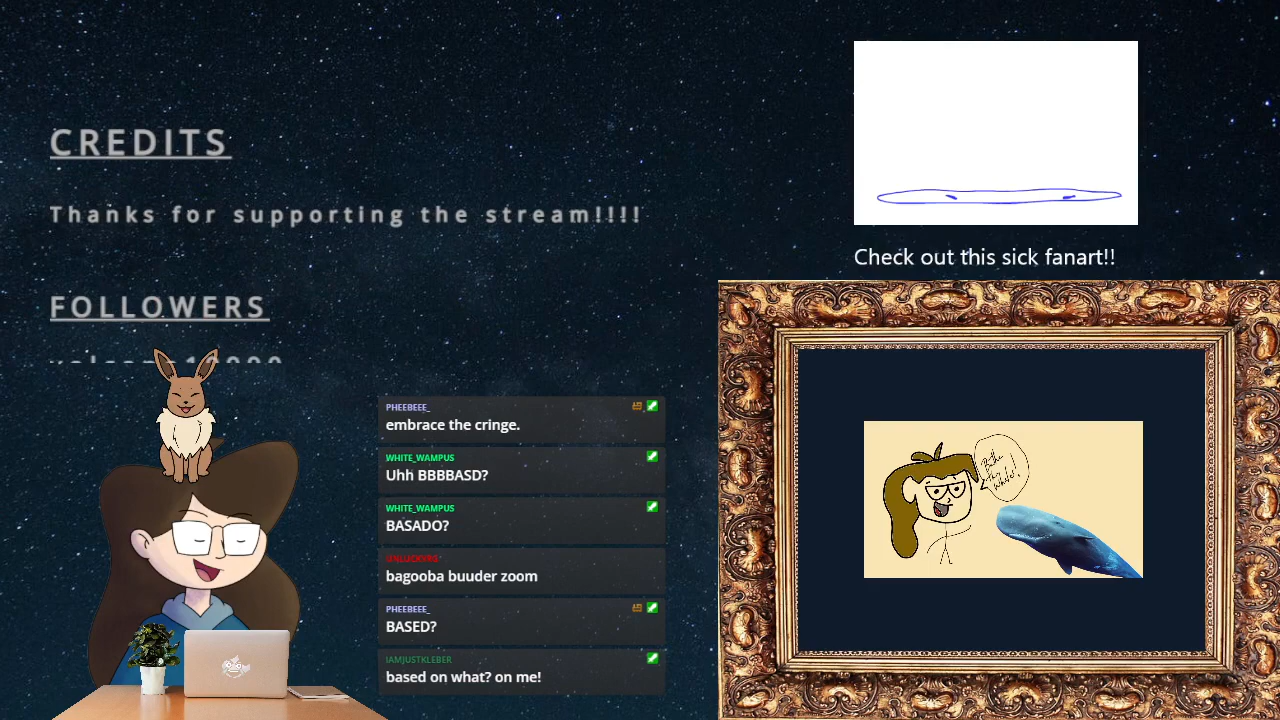 CREDITS
Thanks for supporting the stream!!!!
FOLLOWERS
Check out this sick fanart!!
PHEEBEEE_
embrace the cringe.
WHITE_WAMPUS
Uhh BBBBASD?
WHITE_WAMPUS
BASADO?
bagooba buuder zoom
PHEEBEEE_
BASED?
IAMJUSTKLEBER
based on what? on me!